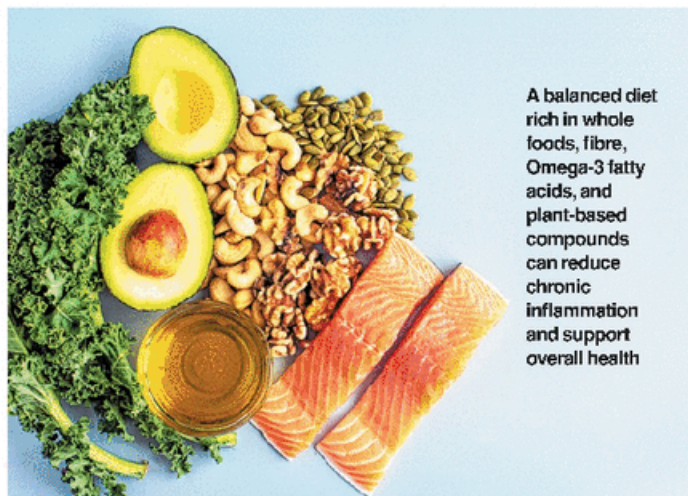 A balanced diet
rich in whole
foods, fibre,
Omega-3 fatty
acids, and
plant-based
compounds
can reduce
chronic
inflammation
and support
overall health